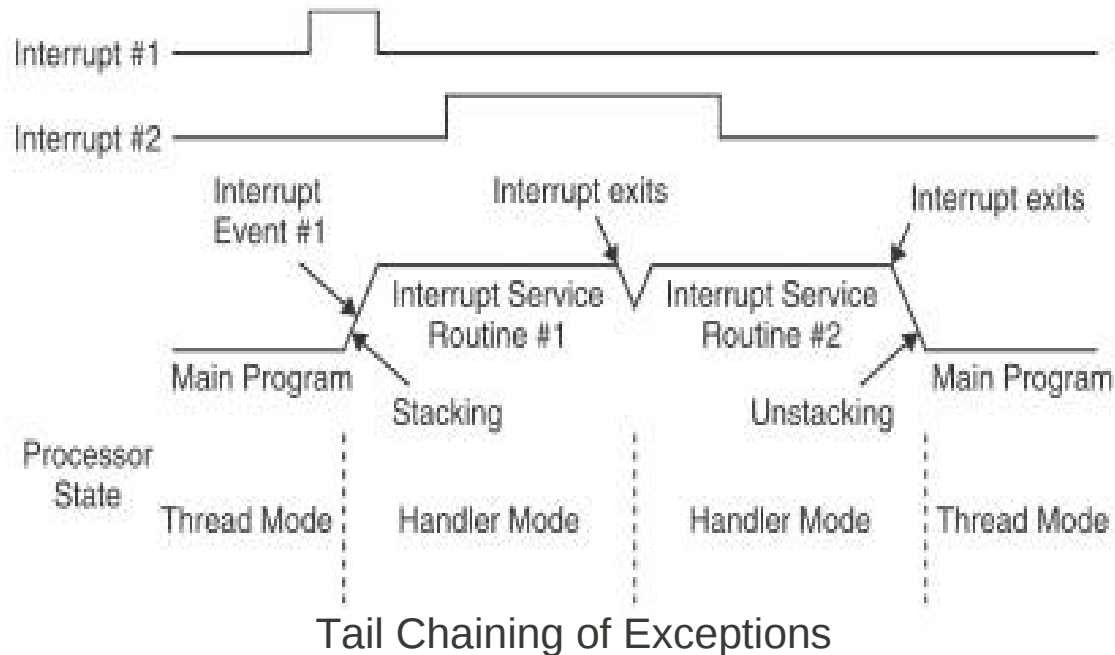 Interrupt #1
Interrupt #2
Interrupt
Event #1
Interrupt exits
Interrupt exits
Interrupt Service
Routine #1
Interrupt Service
Routine #2
Main Program
Stacking
Unstacking
Main Program
Processor
State
Thread Mode
Handler Mode
Handler Mode
Thread Mode
Tail Chaining of Exceptions